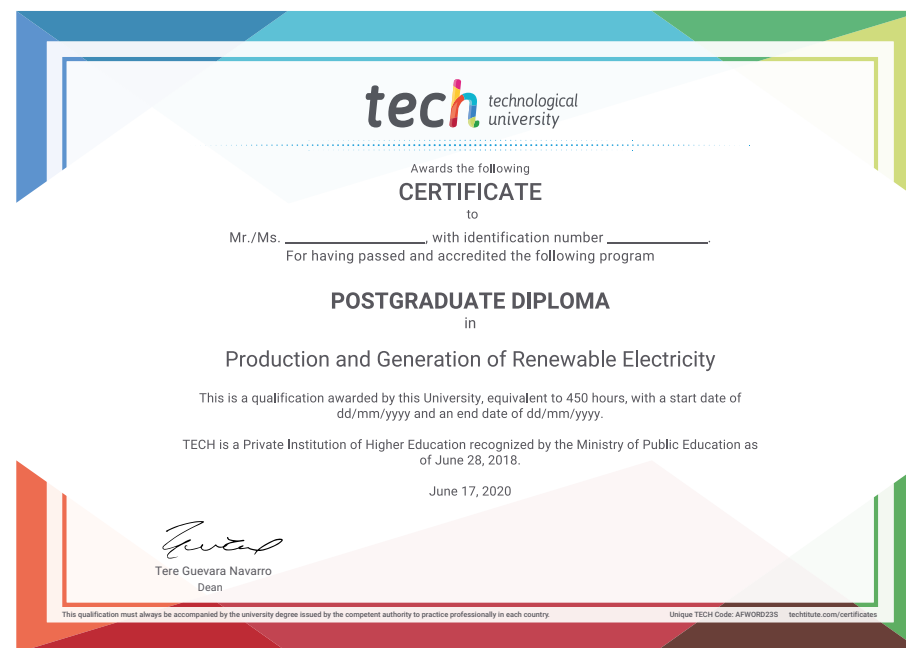 tech technological
university
Awards the following
CERTIFICATE
to
Mr./Ms. ____________________, with identification number ______________.
For having passed and accredited the following program
POSTGRADUATE DIPLOMA
in
Production and Generation of Renewable Electricity
This is a qualification awarded by this University, equivalent to 450 hours, with a start date of
dd/mm/yyyy and an end date of dd/mm/yyyy.
TECH is a Private Institution of Higher Education recognized by the Ministry of Public Education as
of June 28, 2018.
June 17, 2020
Tere Guevara Navarro
Dean
This qualification must always be accompanied by the university degree issued by the competent authority to practice professionally in each country. Unique TECH Code: AFWORD23S techtitute.com/certificates